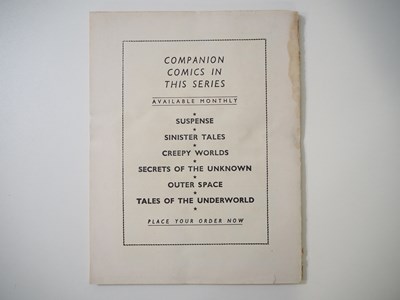 COMPANION
COMICS IN
THIS SERIES
AVAILABLE MONTHLY
SUSPENSE
SINISTER TALES
CREEPY WORLDS
SECRETS OF THE UNKNOWN
OUTER SPACE
TALES OF THE UNDERWORLD
PLACE YOUR ORDER NOW